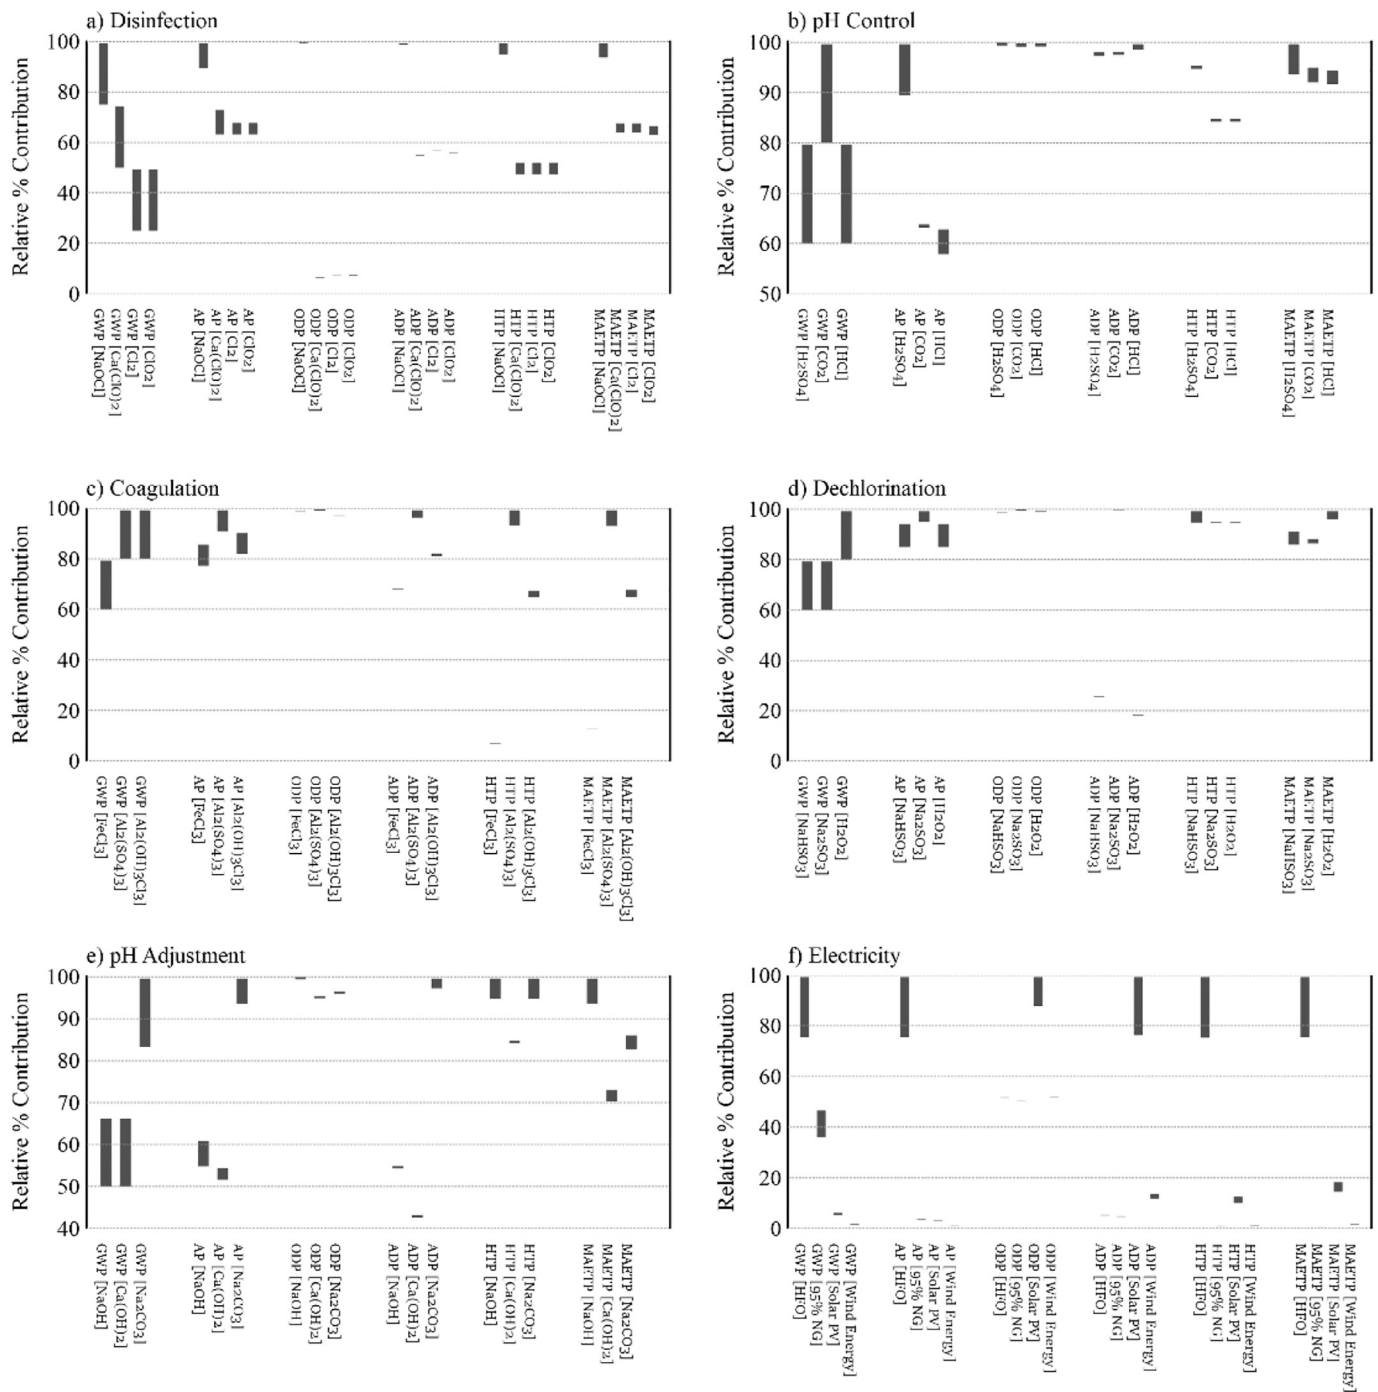 a) Disinfection
Relative % Contribution
100
80
60
40
20
0
GWP [NaOCl]
GWP [Ca(ClO)2]
GWP [Cl2]
GWP [ClO2]
AP [NaOCl]
AP [Ca(ClO)2]
AP [Cl2]
AP [ClO2]
ODP [NaOCl]
ODP [Ca(ClO)2]
ODP [Cl2]
ODP [ClO2]
ADP [NaOCl]
ADP [Ca(ClO)2]
ADP [Cl2]
ADP [ClO2]
HTP [NaOCl]
HTP [Ca(ClO)2]
HTP [Cl2]
HTP [ClO2]
MAETP [NaOCl]
MAETP [Ca(ClO)2]
MAETP [Cl2]
MAETP [ClO2]
b) pH Control
Relative % Contribution
100
90
80
70
60
50
GWP [H2SO4]
GWP [CO2]
GWP [HCl]
AP [H2SO4]
AP [CO2]
AP [HCl]
ODP [H2SO4]
ODP [CO2]
ODP [HCl]
ADP [H2SO4]
ADP [CO2]
ADP [HCl]
HTP [H2SO4]
HTP [CO2]
HTP [HCl]
MAETP [H2SO4]
MAETP [CO2]
MAETP [HCl]
c) Coagulation
Relative % Contribution
100
80
60
40
20
0
GWP [FeCl3]
GWP [Al2(SO4)3]
GWP [Al2(OH)3Cl3]
AP [FeCl3]
AP [Al2(SO4)3]
AP [Al2(OH)3Cl3]
ODP [FeCl3]
ODP [Al2(SO4)3]
ODP [Al2(OH)3Cl3]
ADP [FeCl3]
ADP [Al2(SO4)3]
ADP [Al2(OH)3Cl3]
HTP [FeCl3]
HTP [Al2(SO4)3]
HTP [Al2(OH)3Cl3]
MAETP [FeCl3]
MAETP [Al2(SO4)3]
MAETP [Al2(OH)3Cl3]
d) Dechlorination
Relative % Contribution
100
80
60
40
20
0
GWP [NaHSO3]
GWP [Na2SO3]
GWP [H2O2]
AP [NaHSO3]
AP [Na2SO3]
AP [H2O2]
ODP [NaHSO3]
ODP [Na2SO3]
ODP [H2O2]
ADP [NaHSO3]
ADP [Na2SO3]
ADP [H2O2]
HTP [NaHSO3]
HTP [Na2SO3]
HTP [H2O2]
MAETP [NaHSO3]
MAETP [Na2SO3]
MAETP [H2O2]
e) pH Adjustment
Relative % Contribution
100
90
80
70
60
50
40
GWP [NaOH]
GWP [Ca(OH)2]
GWP [Na2CO3]
AP [NaOH]
AP [Ca(OH)2]
AP [Na2CO3]
ODP [NaOH]
ODP [Ca(OH)2]
ODP [Na2CO3]
ADP [NaOH]
ADP [Ca(OH)2]
ADP [Na2CO3]
HTP [NaOH]
HTP [Ca(OH)2]
HTP [Na2CO3]
MAETP [NaOH]
MAETP [Ca(OH)2]
MAETP [Na2CO3]
f) Electricity
Relative % Contribution
100
80
60
40
20
0
GWP [HFO]
GWP [95% NG]
GWP [Solar PV]
GWP [Wind Energy]
AP [HFO]
AP [95% NG]
AP [Solar PV]
AP [Wind Energy]
ODP [HFO]
ODP [95% NG]
ODP [Solar PV]
ODP [Wind Energy]
ADP [HFO]
ADP [95% NG]
ADP [Solar PV]
ADP [Wind Energy]
HTP [HFO]
HTP [95% NG]
HTP [Solar PV]
HTP [Wind Energy]
MAETP [HFO]
MAETP [95% NG]
MAETP [Solar PV]
MAETP [Wind Energy]